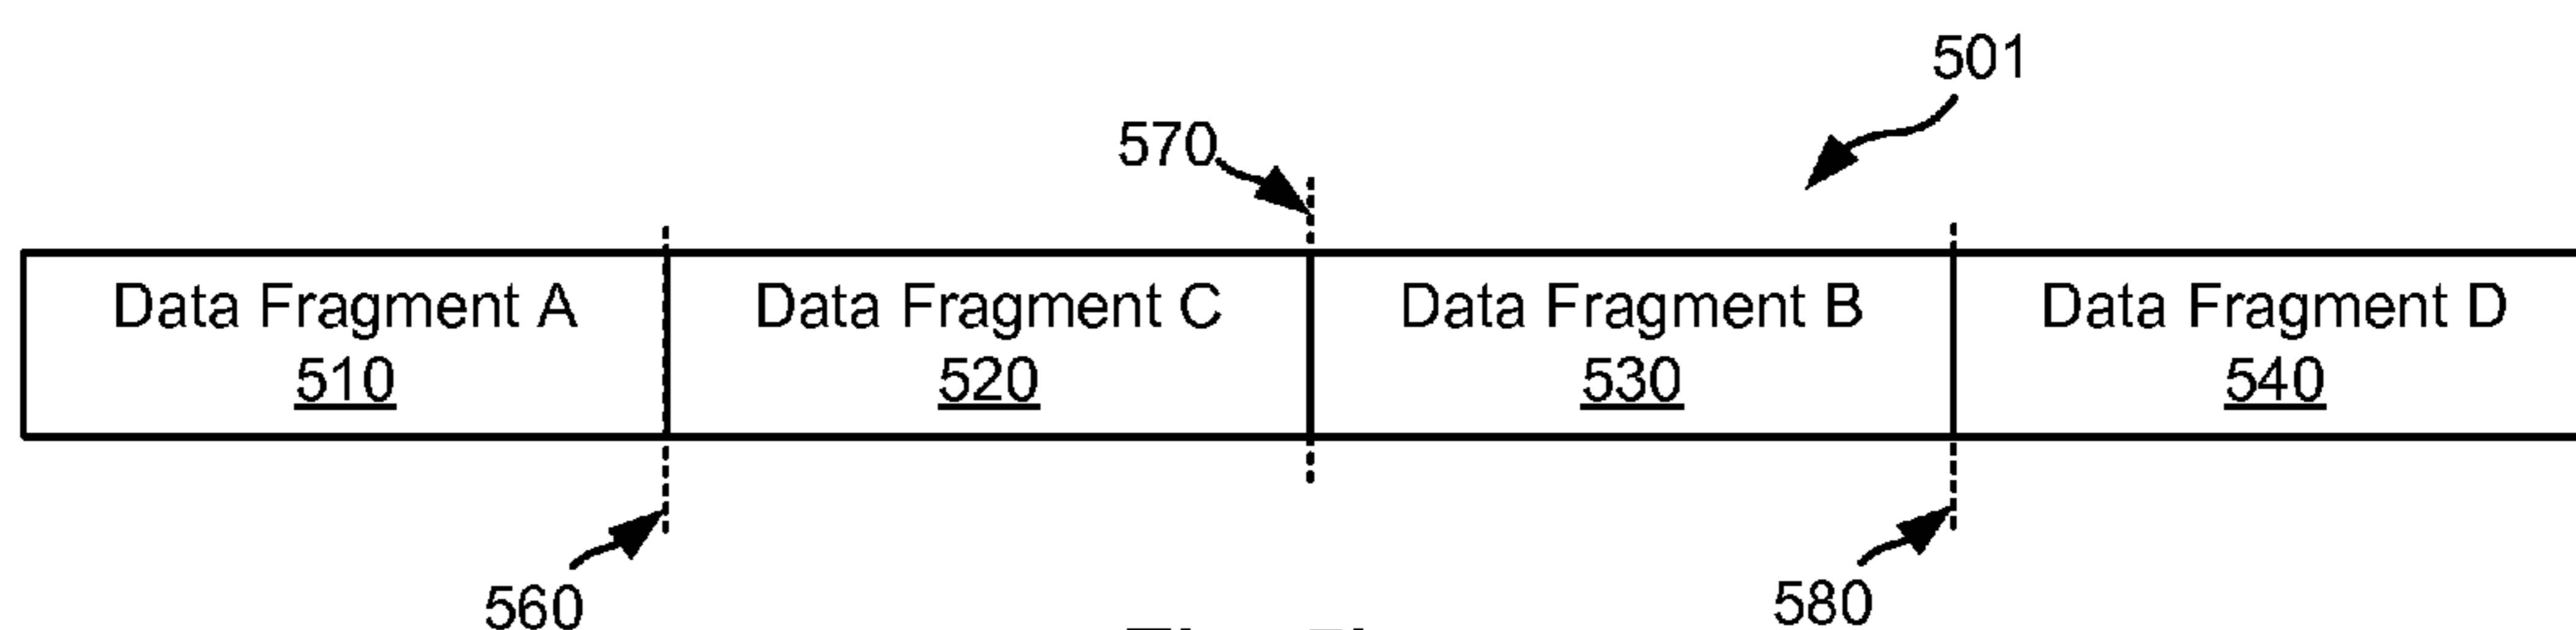 501
570
Data Fragment A
510
Data Fragment C
520
Data Fragment B
530
Data Fragment D
540
560
580